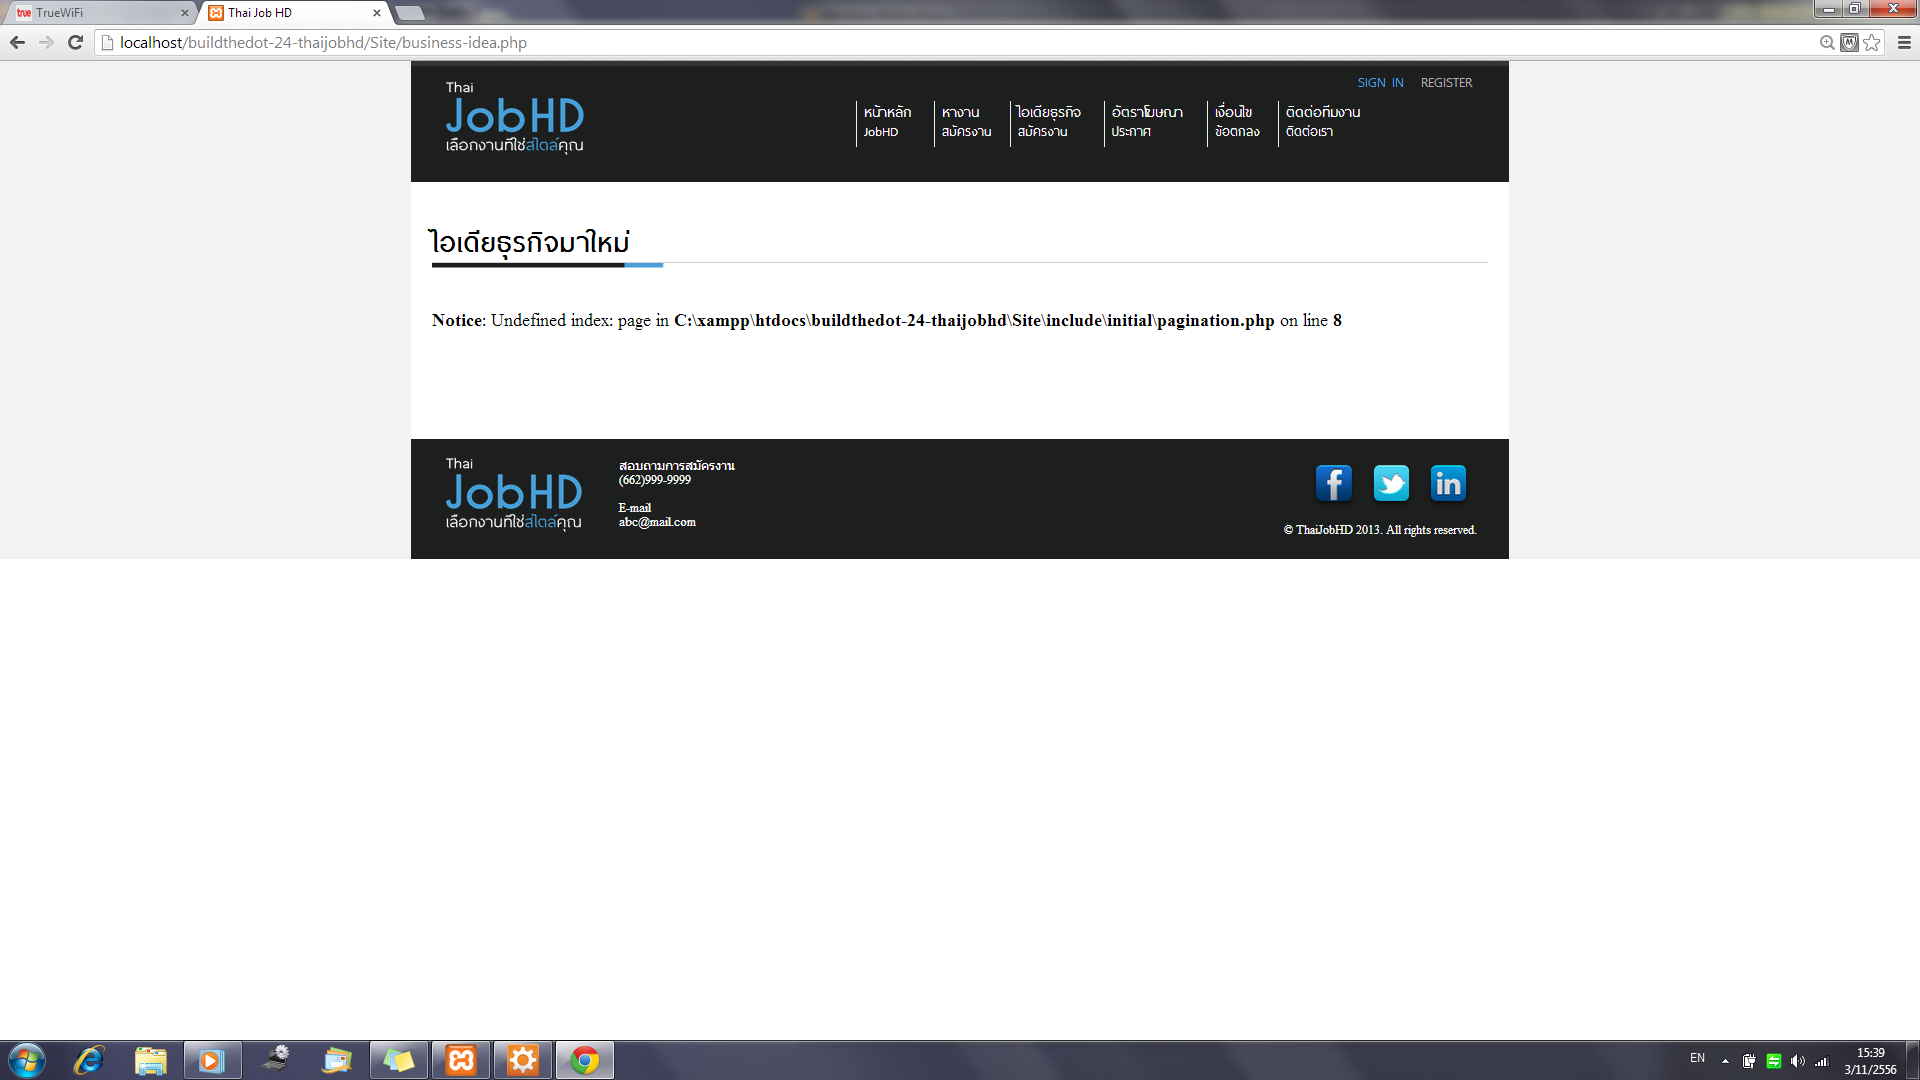 true TrueWiFi
Thai Job HD
localhost/buildthedot-24-thaijobhd/Site/business-idea.php
SIGN IN REGISTER
Thai
JobHD
เลือกงานที่ใช่สไตล์คุณ
หน้าหลัก
JobHD
หางาน
สมัครงาน
ไอเดียธุรกิจ
สมัครงาน
อัตราโฆษณา
ประกาศ
เงื่อนไข
ข้อตกลง
ติดต่อทีมงาน
ติดต่อเรา
ไอเดียธุรกิจมาใหม่
Notice: Undefined index: page in C:\xampp\htdocs\buildthedot-24-thaijobhd\Site\include\initial\pagination.php on line 8
Thai
JobHD
เลือกงานที่ใช่สไตล์คุณ
สอบถามการสมัครงาน
(662)999-9999
E-mail
abc@mail.com
f
in
© ThaiJobHD 2013. All rights reserved.
EN
15:39
3/11/2556